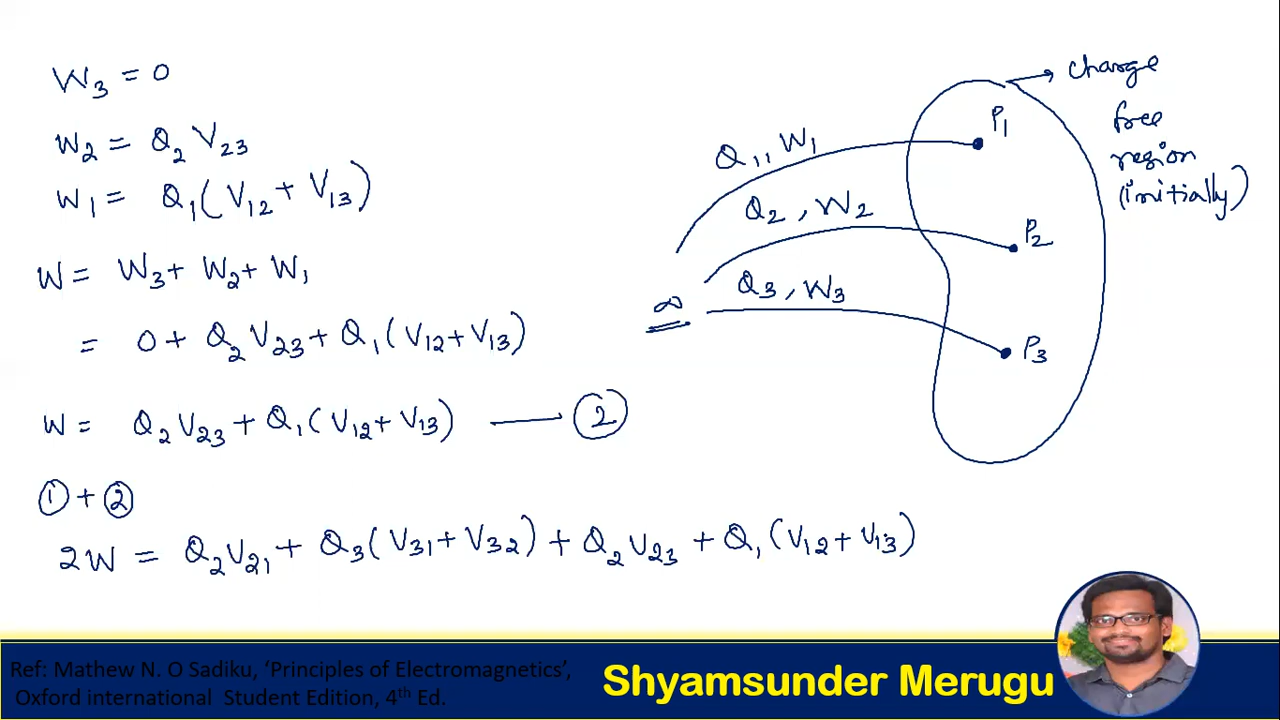 W₃ = 0
W₂ = Q₂ V₂₃
W₁ = Q₁(V₁₂ + V₁₃)
W = W₃ + W₂ + W₁
= 0 + Q₂ V₂₃ + Q₁(V₁₂ + V₁₃)
W = Q₂ V₂₃ + Q₁(V₁₂ + V₁₃) —— ②
① + ②
2W = Q₂V₂₁ + Q₃(V₃₁ + V₃₂) + Q₂V₂₃ + Q₁(V₁₂ + V₁₃)
→ charge
free
region
(initially)
P₁
Q₁, W₁
Q₂, W₂
P₂
Q₃, W₃
∞
P₃
Ref: Mathew N. O Sadiku, ‘Principles of Electromagnetics’,
Oxford international Student Edition, 4th Ed.
Shyamsunder Merugu